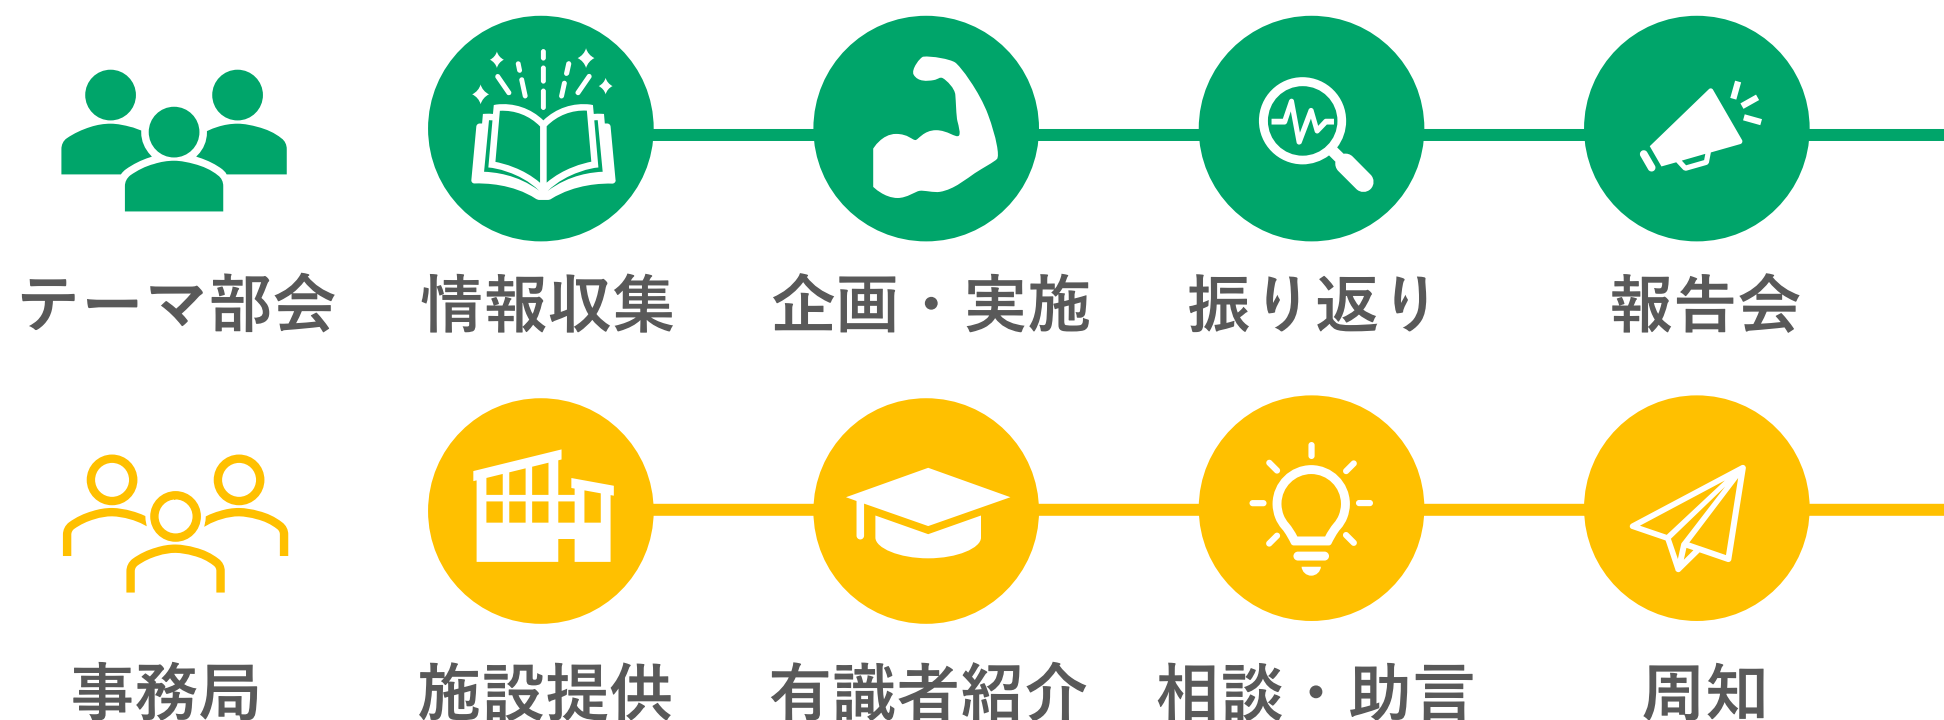 テーマ部会 情報収集 企画・実施 振り返り 報告会
事務局 施設提供 有識者紹介 相談・助言 周知